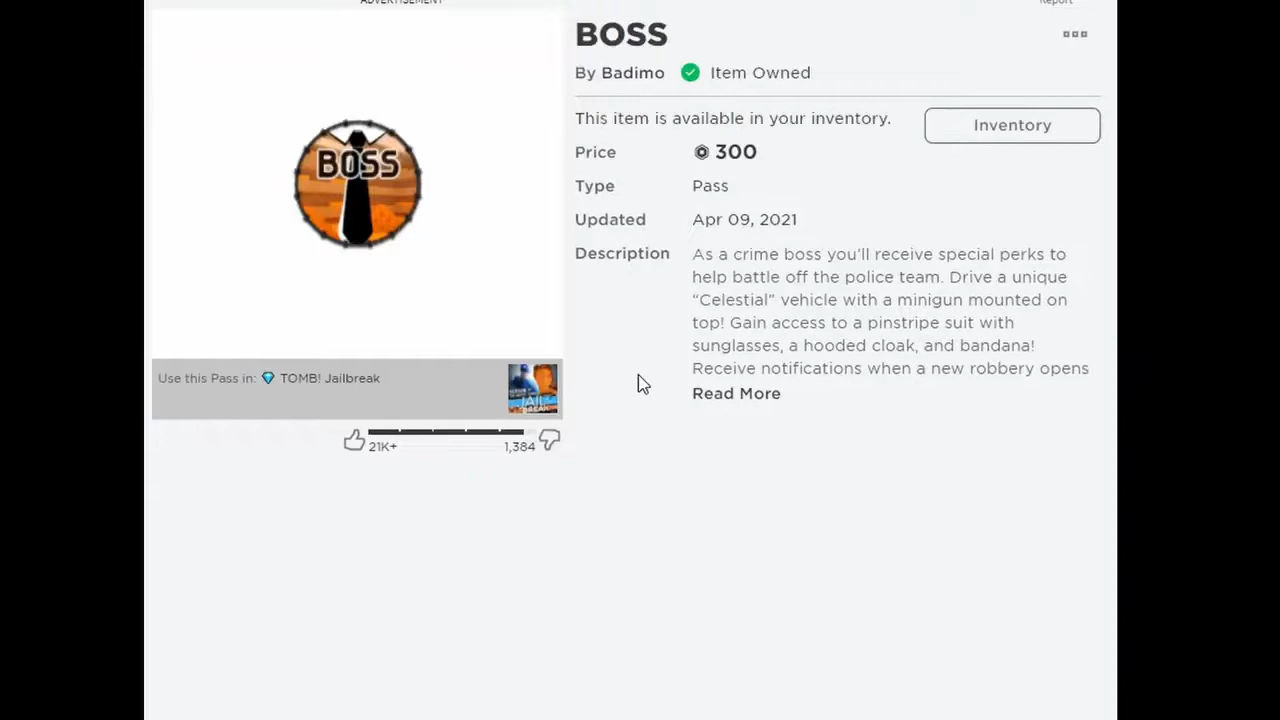 ADVERTISEMENT
Report
BOSS
By Badimo Item Owned
This item is available in your inventory.
Inventory
Price 300
Type Pass
Updated Apr 09, 2021
Description As a crime boss you'll receive special perks to
help battle off the police team. Drive a unique
“Celestial” vehicle with a minigun mounted on
top! Gain access to a pinstripe suit with
sunglasses, a hooded cloak, and bandana!
Receive notifications when a new robbery opens
Read More
BOSS
Use this Pass in: TOMB! Jailbreak
JAIL
21K+ 1,384